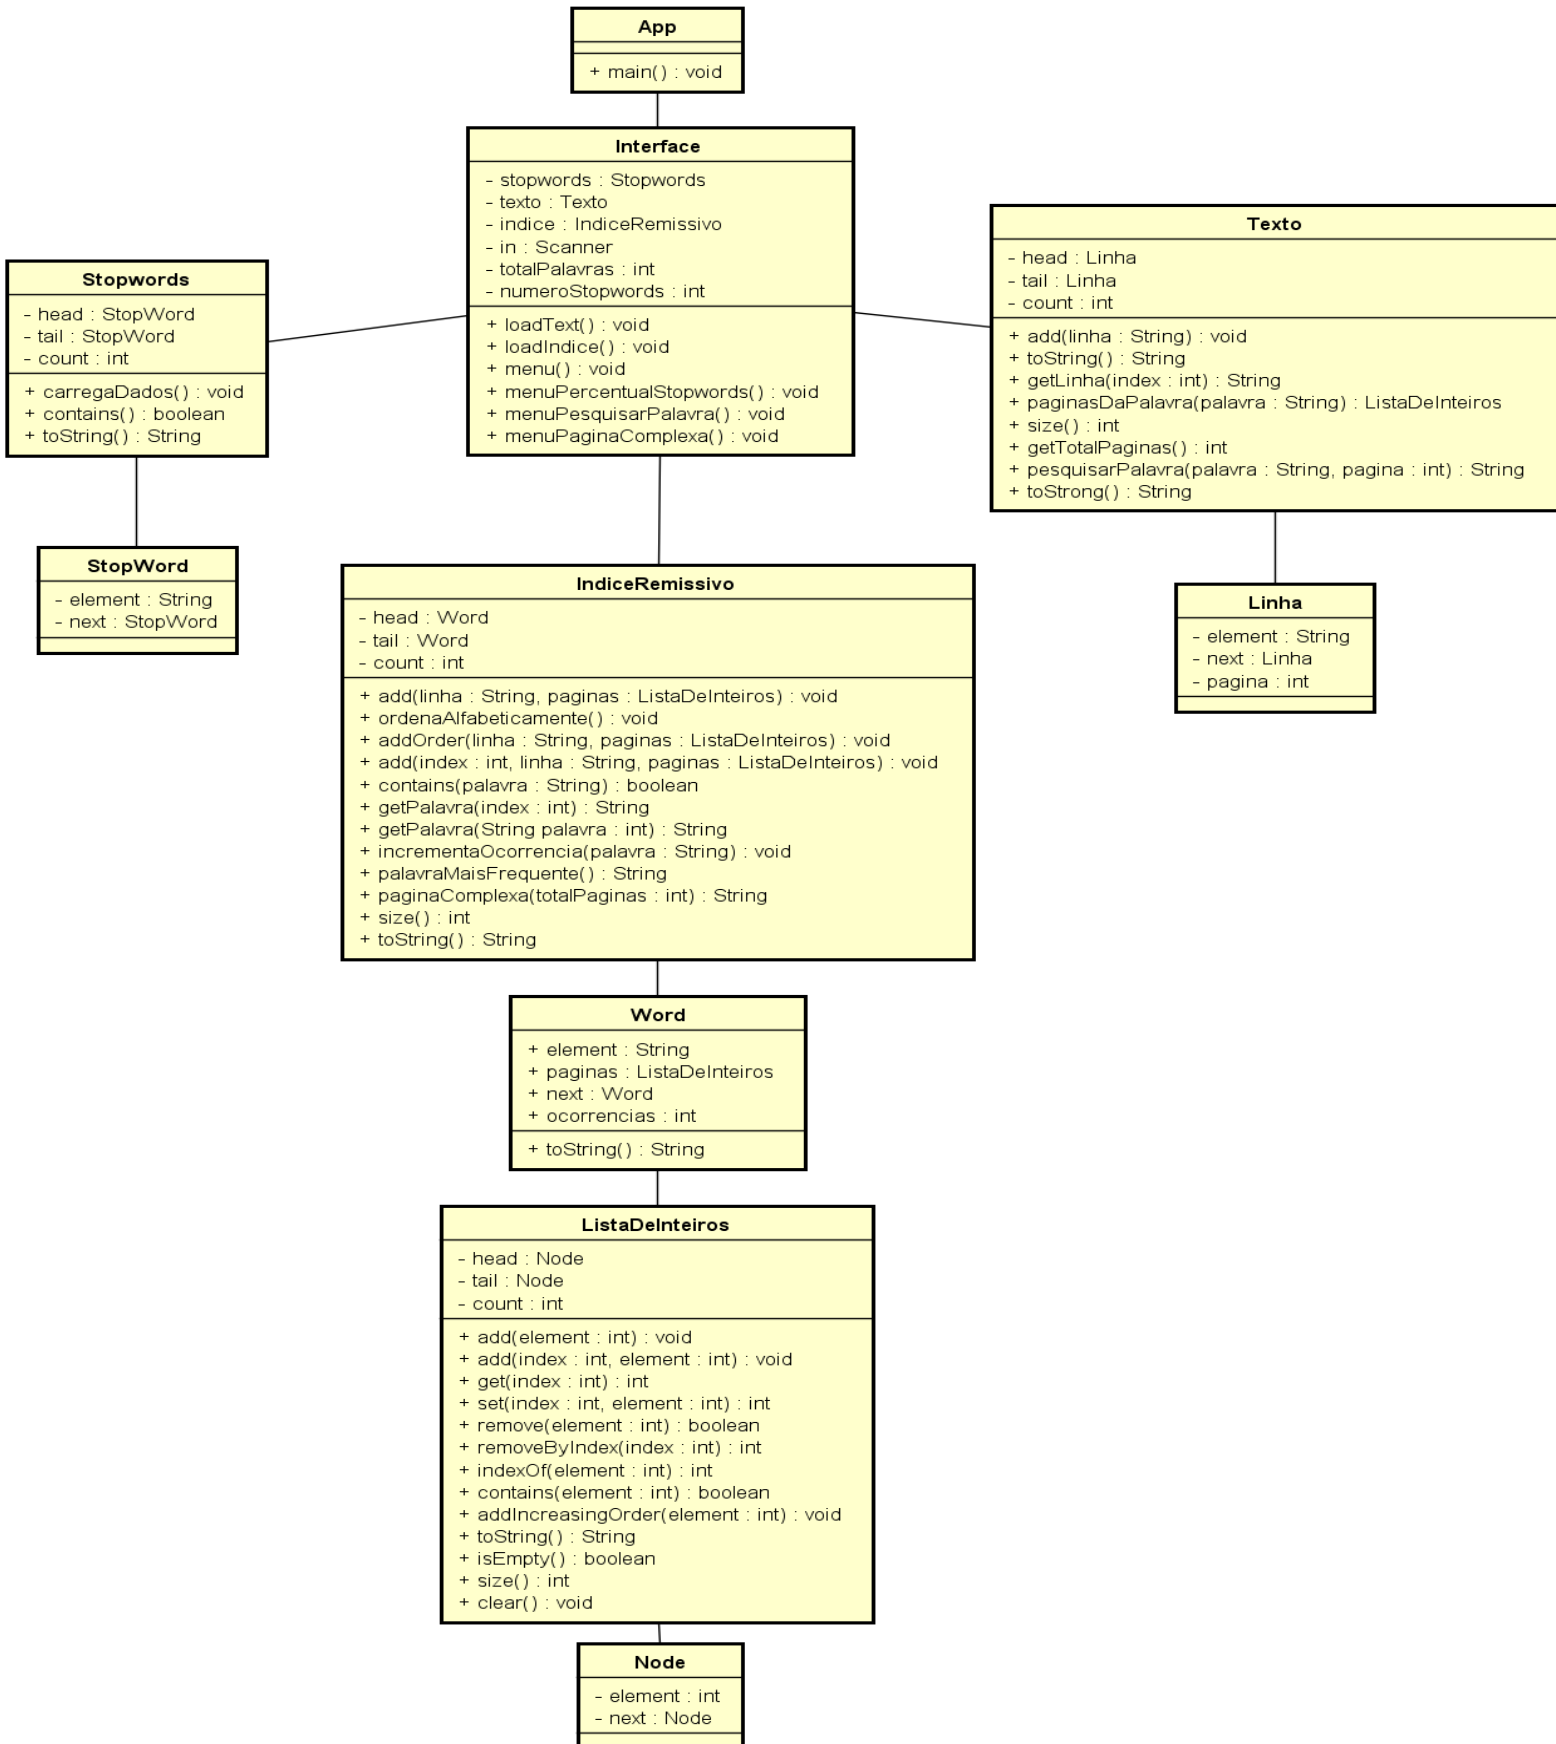 App
+ main() : void
Interface
- stopwords : Stopwords
- texto : Texto
- indice : IndiceRemissivo
- in : Scanner
- totalPalavras : int
- numeroStopwords : int
+ loadText() : void
+ loadIndice() : void
+ menu() : void
+ menuPercentualStopwords() : void
+ menuPesquisarPalavra() : void
+ menuPaginaComplexa() : void
Texto
- head : Linha
- tail : Linha
- count : int
+ add(linha : String) : void
+ toString() : String
+ getLinha(index : int) : String
+ paginasDaPalavra(palavra : String) : ListaDeInteiros
+ size() : int
+ getTotalPaginas() : int
+ pesquisarPalavra(palavra : String, pagina : int) : String
+ toStrong() : String
Stopwords
- head : StopWord
- tail : StopWord
- count : int
+ carregaDados() : void
+ contains() : boolean
+ toString() : String
StopWord
- element : String
- next : StopWord
IndiceRemissivo
- head : Word
- tail : Word
- count : int
+ add(linha : String, paginas : ListaDeInteiros) : void
+ ordenaAlfabeticamente() : void
+ addOrder(linha : String, paginas : ListaDeInteiros) : void
+ add(index : int, linha : String, paginas : ListaDeInteiros) : void
+ contains(palavra : String) : boolean
+ getPalavra(index : int) : String
+ getPalavra(String palavra : int) : String
+ incrementaOcorrencia(palavra : String) : void
+ palavraMaisFrequente() : String
+ paginaComplexa(totalPaginas : int) : String
+ size() : int
+ toString() : String
Linha
- element : String
- next : Linha
- pagina : int
Word
+ element : String
+ paginas : ListaDeInteiros
+ next : Word
+ ocorrencias : int
+ toString() : String
ListaDeInteiros
- head : Node
- tail : Node
- count : int
+ add(element : int) : void
+ add(index : int, element : int) : void
+ get(index : int) : int
+ set(index : int, element : int) : int
+ remove(element : int) : boolean
+ removeByIndex(index : int) : int
+ indexOf(element : int) : int
+ contains(element : int) : boolean
+ addIncreasingOrder(element : int) : void
+ toString() : String
+ isEmpty() : boolean
+ size() : int
+ clear() : void
Node
- element : int
- next : Node